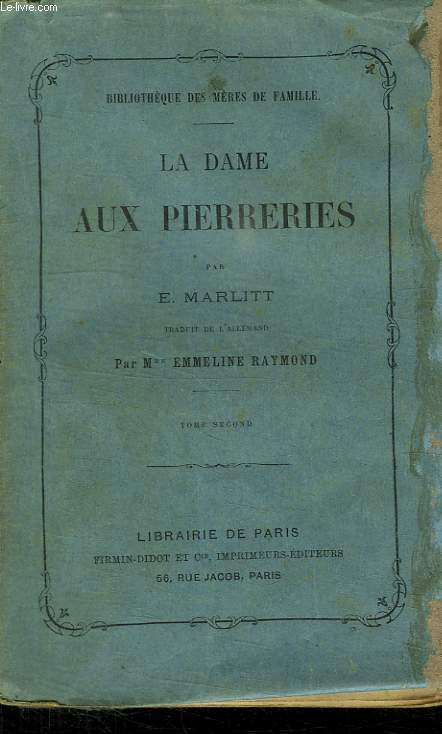 © Le-livre.com
BIBLIOTHÈQUE DES MÈRES DE FAMILLE.
LA DAME
AUX PIERRERIES
PAR
E. MARLITT
TRADUIT DE L'ALLEMAND
Par Mme EMMELINE RAYMOND
TOME SECOND
LIBRAIRIE DE PARIS
FIRMIN-DIDOT ET Cie, IMPRIMEURS-ÉDITEURS
56, RUE JACOB, PARIS